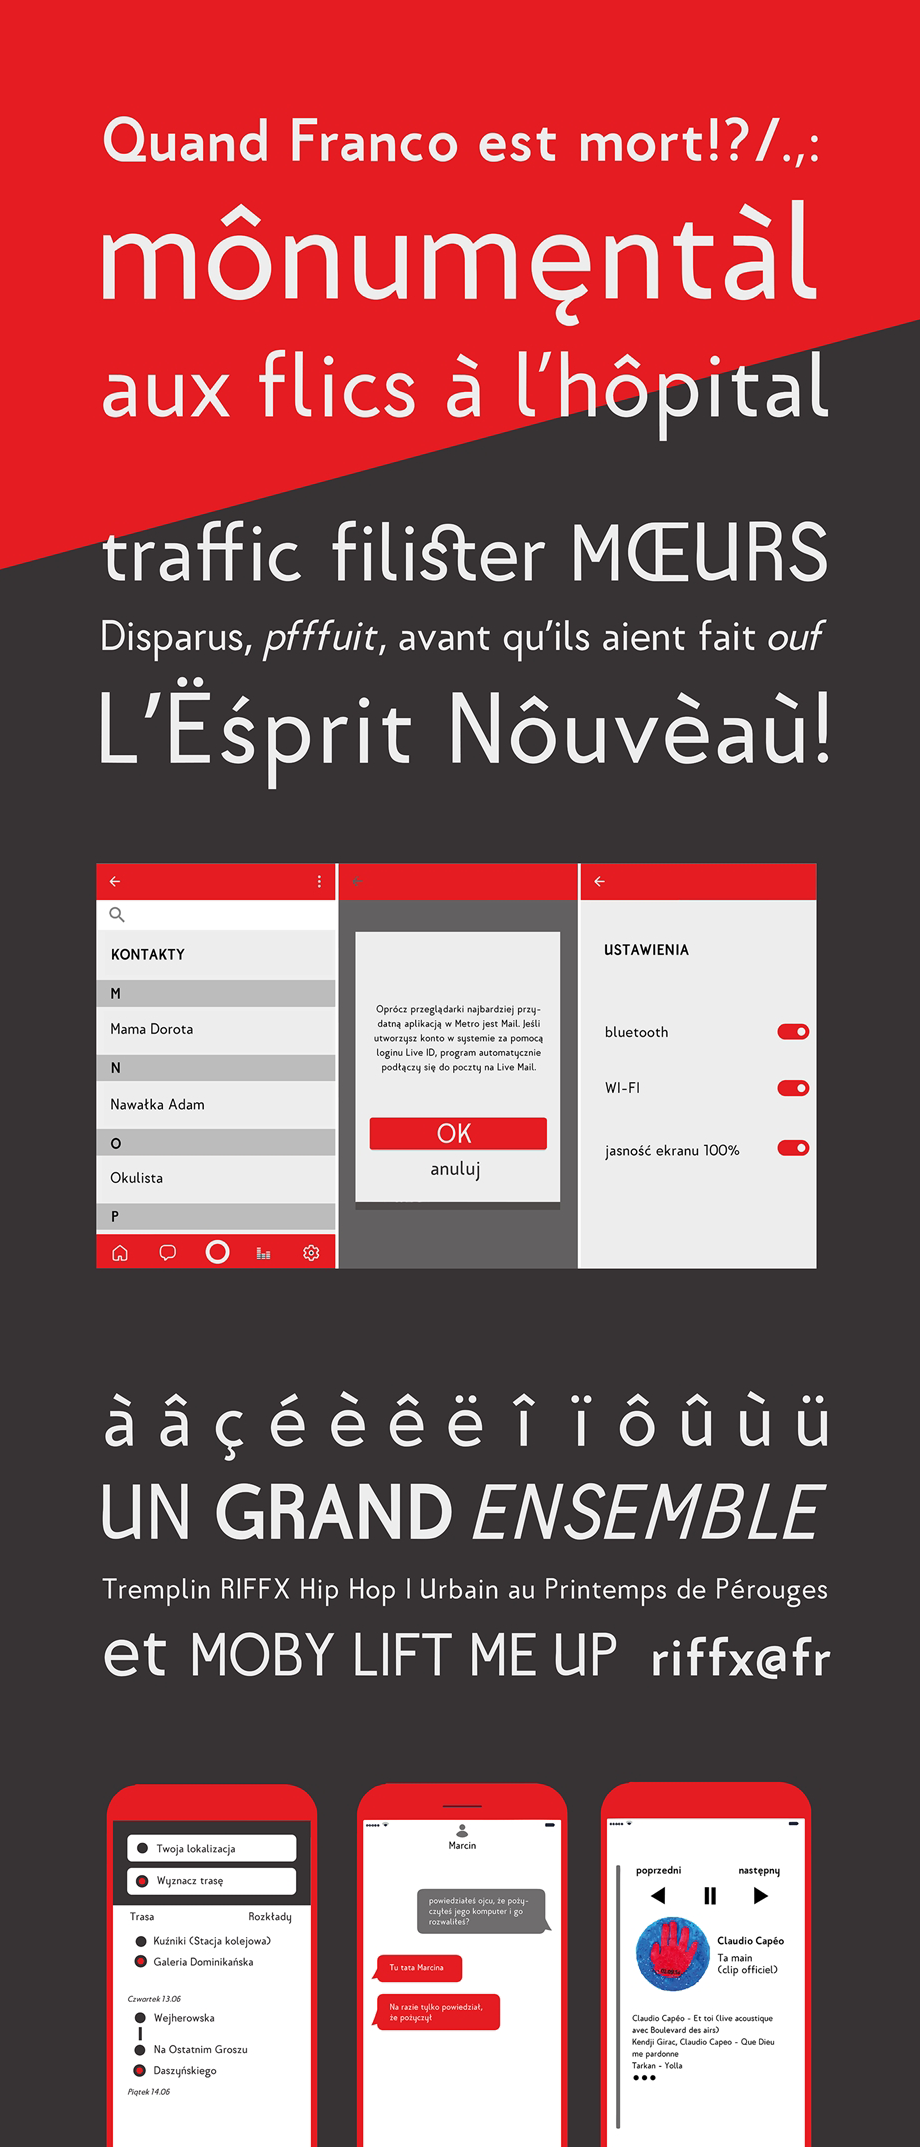 Quand Franco est mort!?/.,:
mônumęntàl
aux flics à l’hôpital
traffic filister MŒURS
Disparus, pfffuit, avant qu’ils aient fait ouf
L’Ëśprit Nôuvèaù!
KONTAKTY
M
Mama Dorota
N
Nawałka Adam
O
Okulista
P
Oprócz przeglądarki najbardziej przy-
datną aplikacją w Metro jest Mail. Jeśli
utworzysz konto w systemie za pomocą
loginu Live ID, program automatycznie
podłączy się do poczty na Live Mail.
OK
anuluj
USTAWIENIA
bluetooth
WI-FI
jasność ekranu 100%
à â ç é è ê ë î ï ô û ù ü
UN GRAND ENSEMBLE
Tremplin RIFFX Hip Hop I Urbain au Printemps de Pérouges
et MOBY LIFT ME UP riffx@fr
Twoja lokalizacja
Wyznacz trasę
Trasa Rozkłady
Kuźniki (Stacja kolejowa)
Galeria Dominikańska
Czwartek 13.06
Wejherowska
Na Ostatnim Groszu
Daszyńskiego
Piątek 14.06
Marcin
powiedziałeś ojcu, że poży-
czyłeś jego komputer i go
rozwaliłeś?
Tu tata Marcina
Na razie tylko powiedział,
że pożyczył
poprzedni następny
Claudio Capéo
Ta main
(clip officiel)
Claudio Capéo - Et toi (live acoustique
avec Boulevard des airs)
Kendji Girac, Claudio Capeo - Que Dieu
me pardonne
Tarkan - Yolla